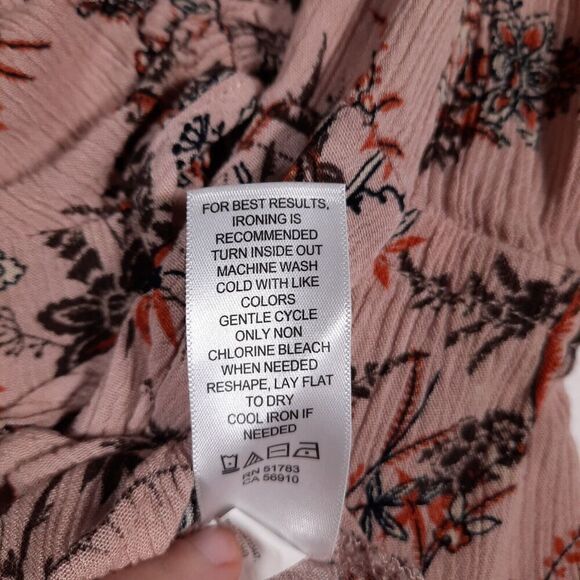 FOR BEST RESULTS,
IRONING IS
RECOMMENDED
TURN INSIDE OUT
MACHINE WASH
COLD WITH LIKE
COLORS
GENTLE CYCLE
ONLY NON
CHLORINE BLEACH
WHEN NEEDED
RESHAPE, LAY FLAT
TO DRY
COOL IRON IF
NEEDED
RN 51783
CA 56910